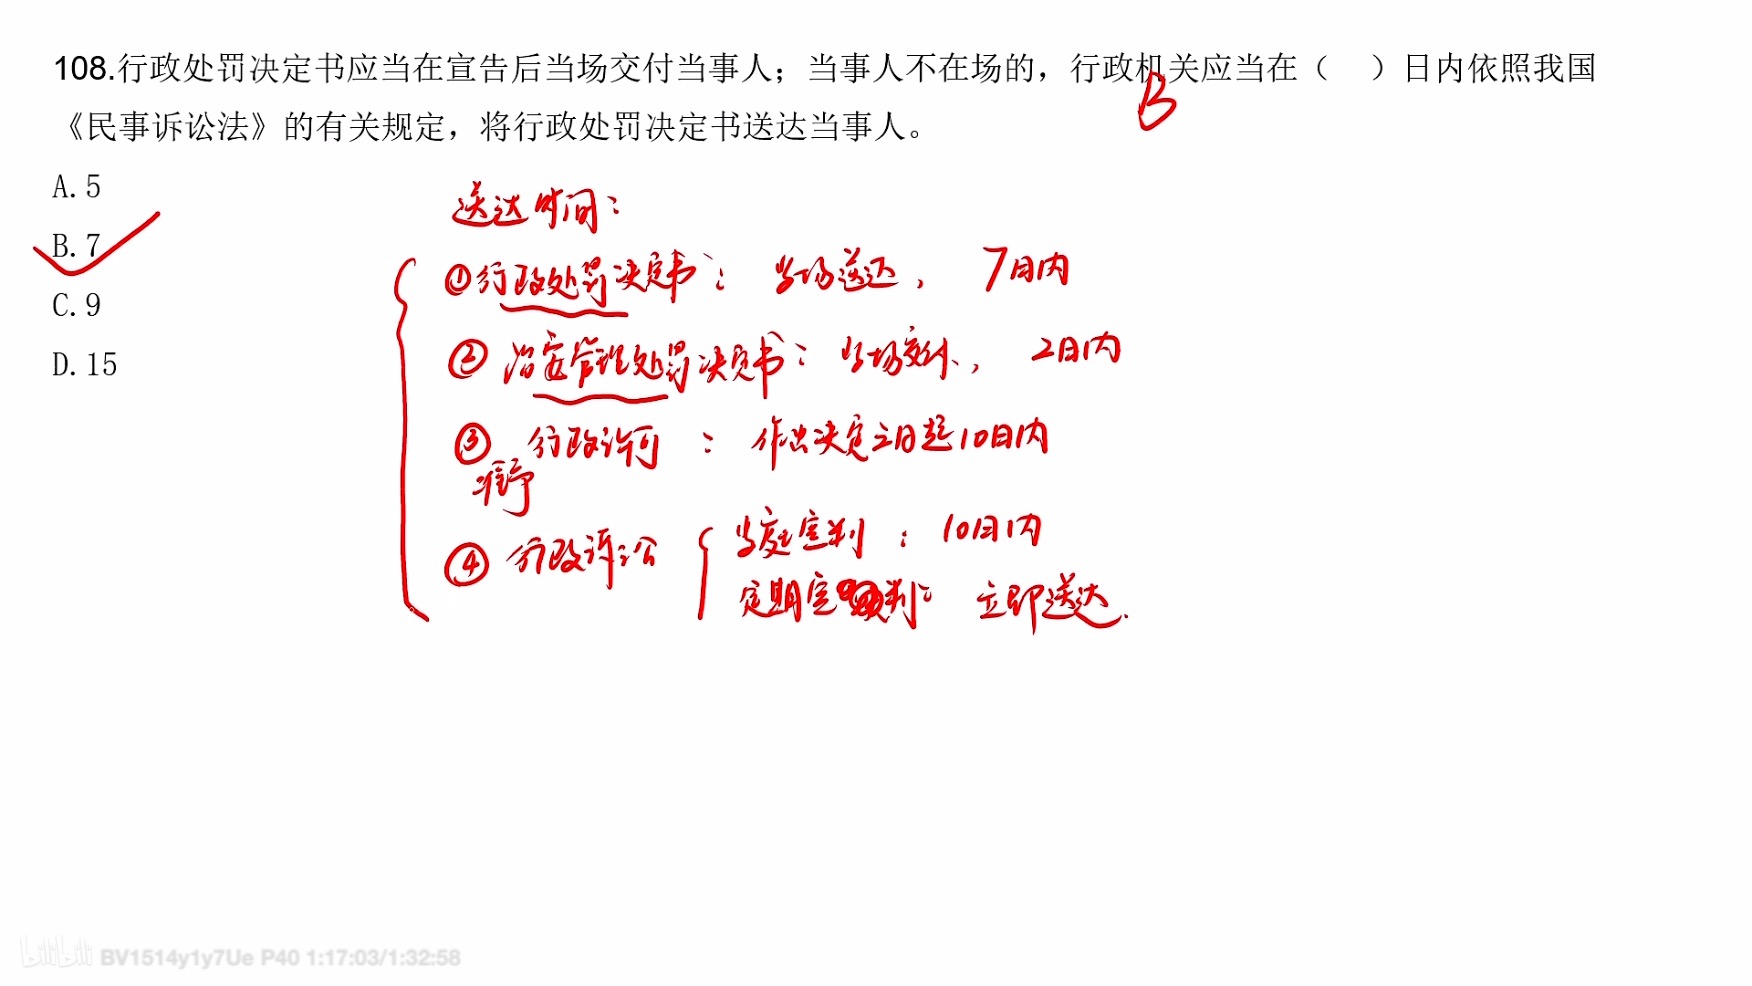 108.行政处罚决定书应当在宣告后当场交付当事人；当事人不在场的，行政机关应当在（  ）日内依照我国
B
《民事诉讼法》的有关规定，将行政处罚决定书送达当事人。
A.5
B.7
C.9
D.15
送达时间：
①行政处罚决定书：当场送达，7日内
②治安管理处罚决定书：当场交付，2日内
③行政许可：作出决定之日起10日内
准予
④行政诉讼
当庭宣判：10日内
定期宣判：立即送达.
bilibili BV1514y1y7Ue P40 1:17:03/1:32:58